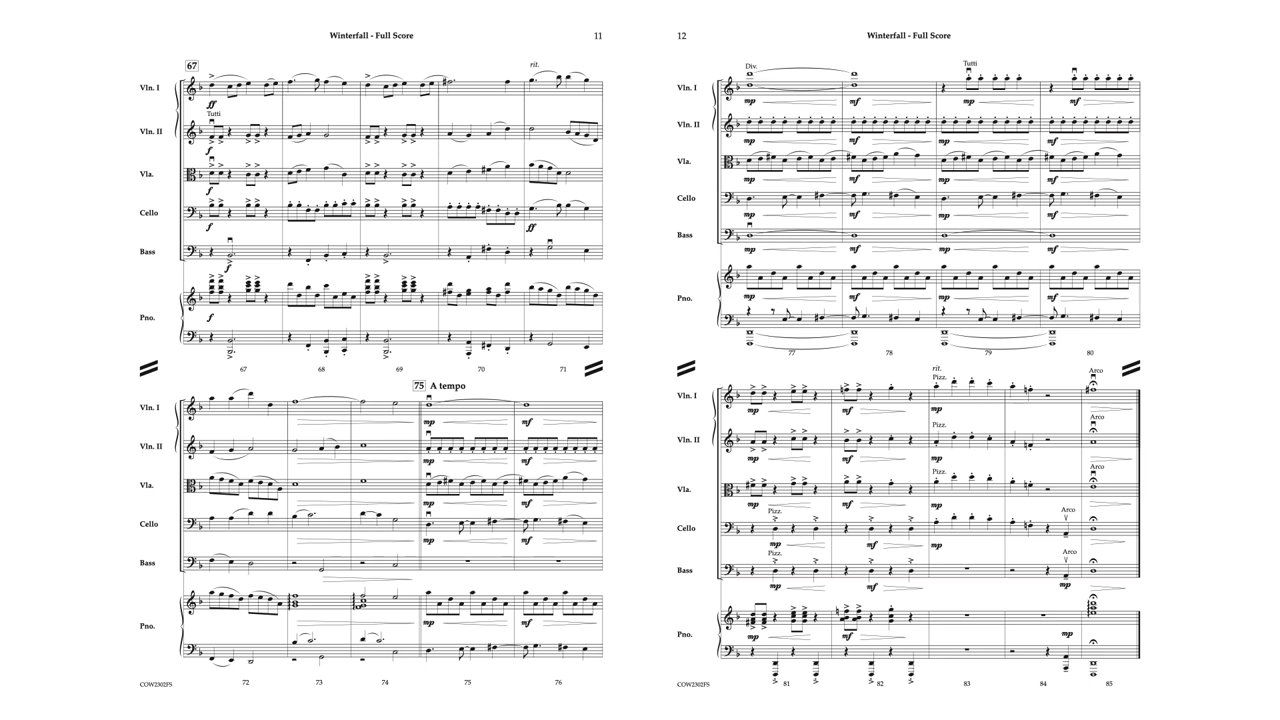 Winterfall - Full Score
11
67
rit.
Vln. I
ff
Tutti
Vln. II
f
Vla.
f
Cello
f
ff
Bass
f
Pno.
f
67
68
69
70
71
75 A tempo
Vln. I
mp
mf
Vln. II
mp
mf
Vla.
mp
mf
Cello
mp
mf
Bass
Pno.
mp
mf
72
73
74
75
76
COW2302FS
12
Winterfall - Full Score
Div.
Tutti
Vln. I
mp
mf
mp
mf
Vln. II
mp
mf
mp
mf
Vla.
mp
mf
mp
mf
Cello
mp
mf
mp
mf
Bass
mp
mf
mp
mf
Pno.
mp
mf
mp
mf
77
78
79
80
rit.
Pizz.
Arco
Vln. I
mp
mf
mp
Pizz.
Arco
Vln. II
mp
mf
mp
Pizz.
Arco
Vla.
mp
mf
mp
Pizz.
Arco
Cello
mp
mf
mp
Pizz.
Arco
Bass
mp
mf
mp
Pno.
mp
mf
mp
81
82
83
84
85
COW2302FS